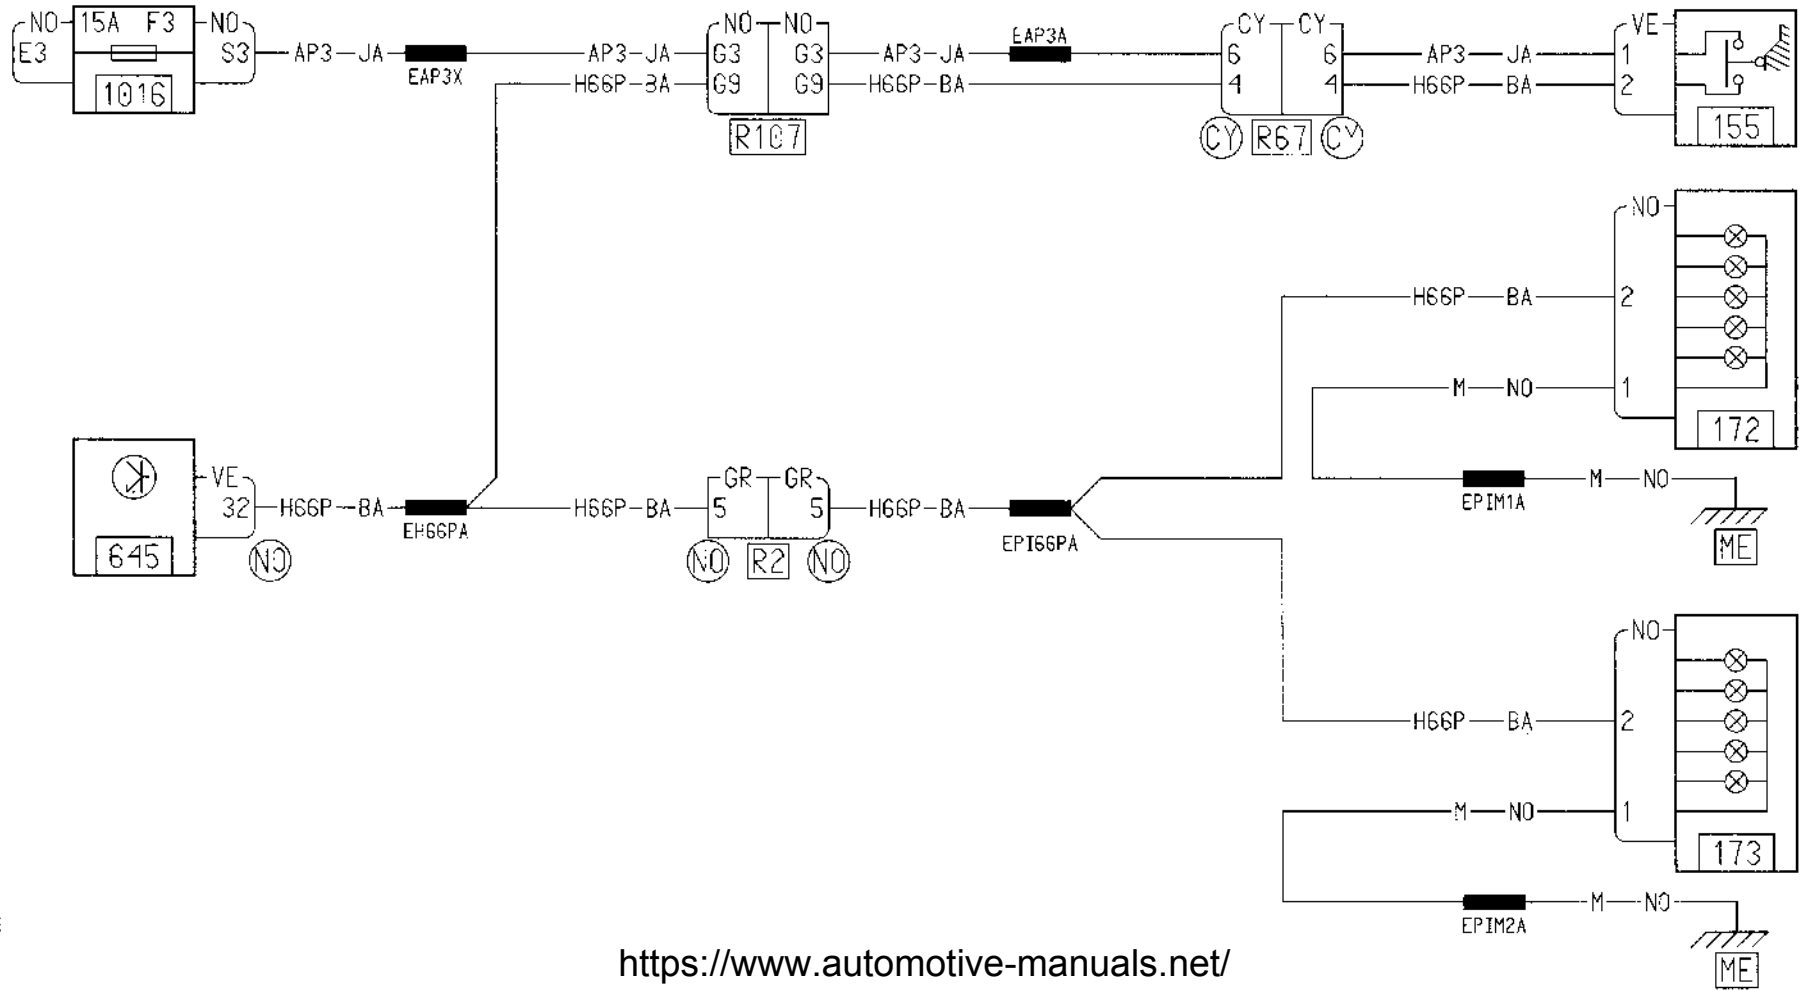 NO 15A F3 NO NO NO CY CY VE
E3 S3 AP3 JA AP3 JA G3 G3 AP3 JA EAP3A 6 6 AP3 JA 1
EAP3X H66P BA G9 G9 H66P BA 4 4 H66P BA 2
1016 R107 CY R67 CY 155
NO
H66P BA 2
M NO 1
172
VE GR GR EPIM1A M NO
32 H66P BA EH66PA H66P BA 5 5 H66P BA EPI66PA
645 NO NO R2 NO ME
NO
H66P BA 2
M NO 1
173
EPIM2A M NO
ME
https://www.automotive-manuals.net/